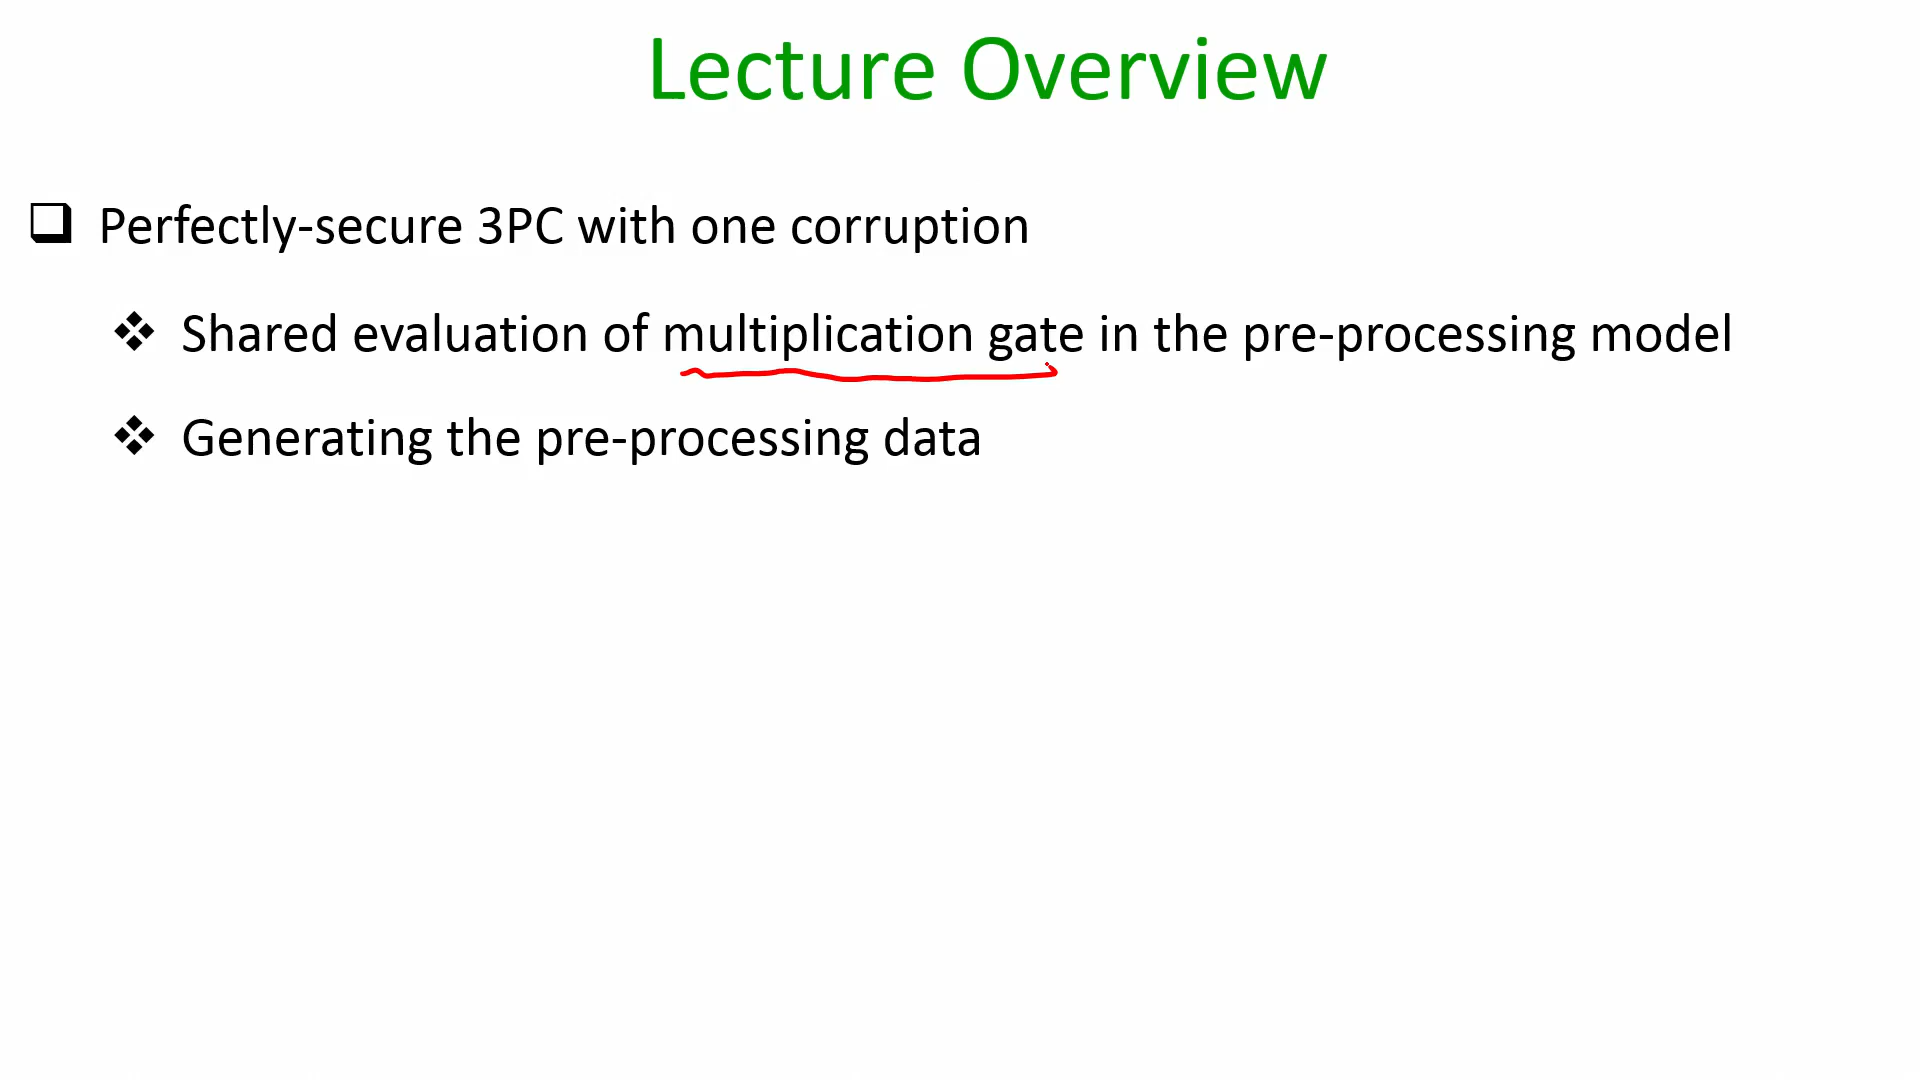 Lecture Overview
Perfectly-secure 3PC with one corruption
Shared evaluation of multiplication gate in the pre-processing model
Generating the pre-processing data